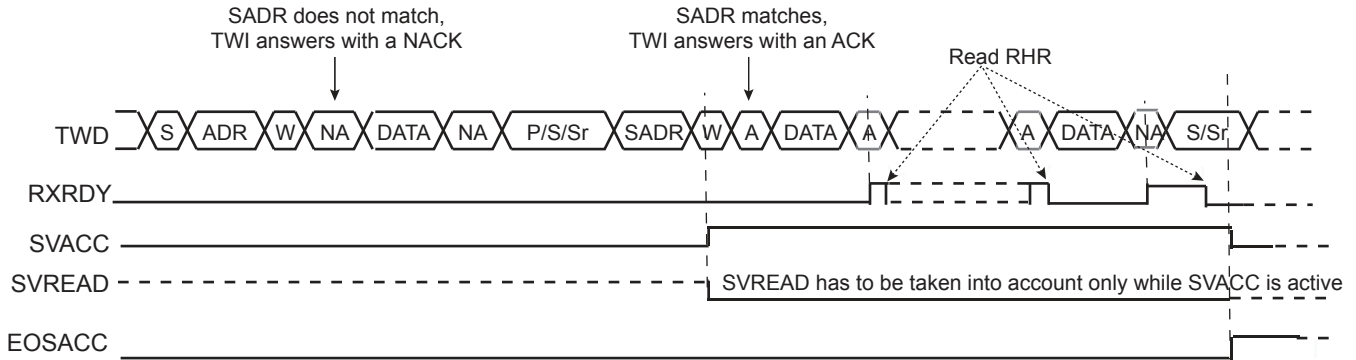 SADR does not match,
TWI answers with a NACK
SADR matches,
TWI answers with an ACK
Read RHR
TWD S ADR W NA DATA NA P/S/Sr SADR W A DATA A A DATA NA S/Sr
RXRDY
SVACC
SVREAD SVREAD has to be taken into account only while SVACC is active
EOSACC